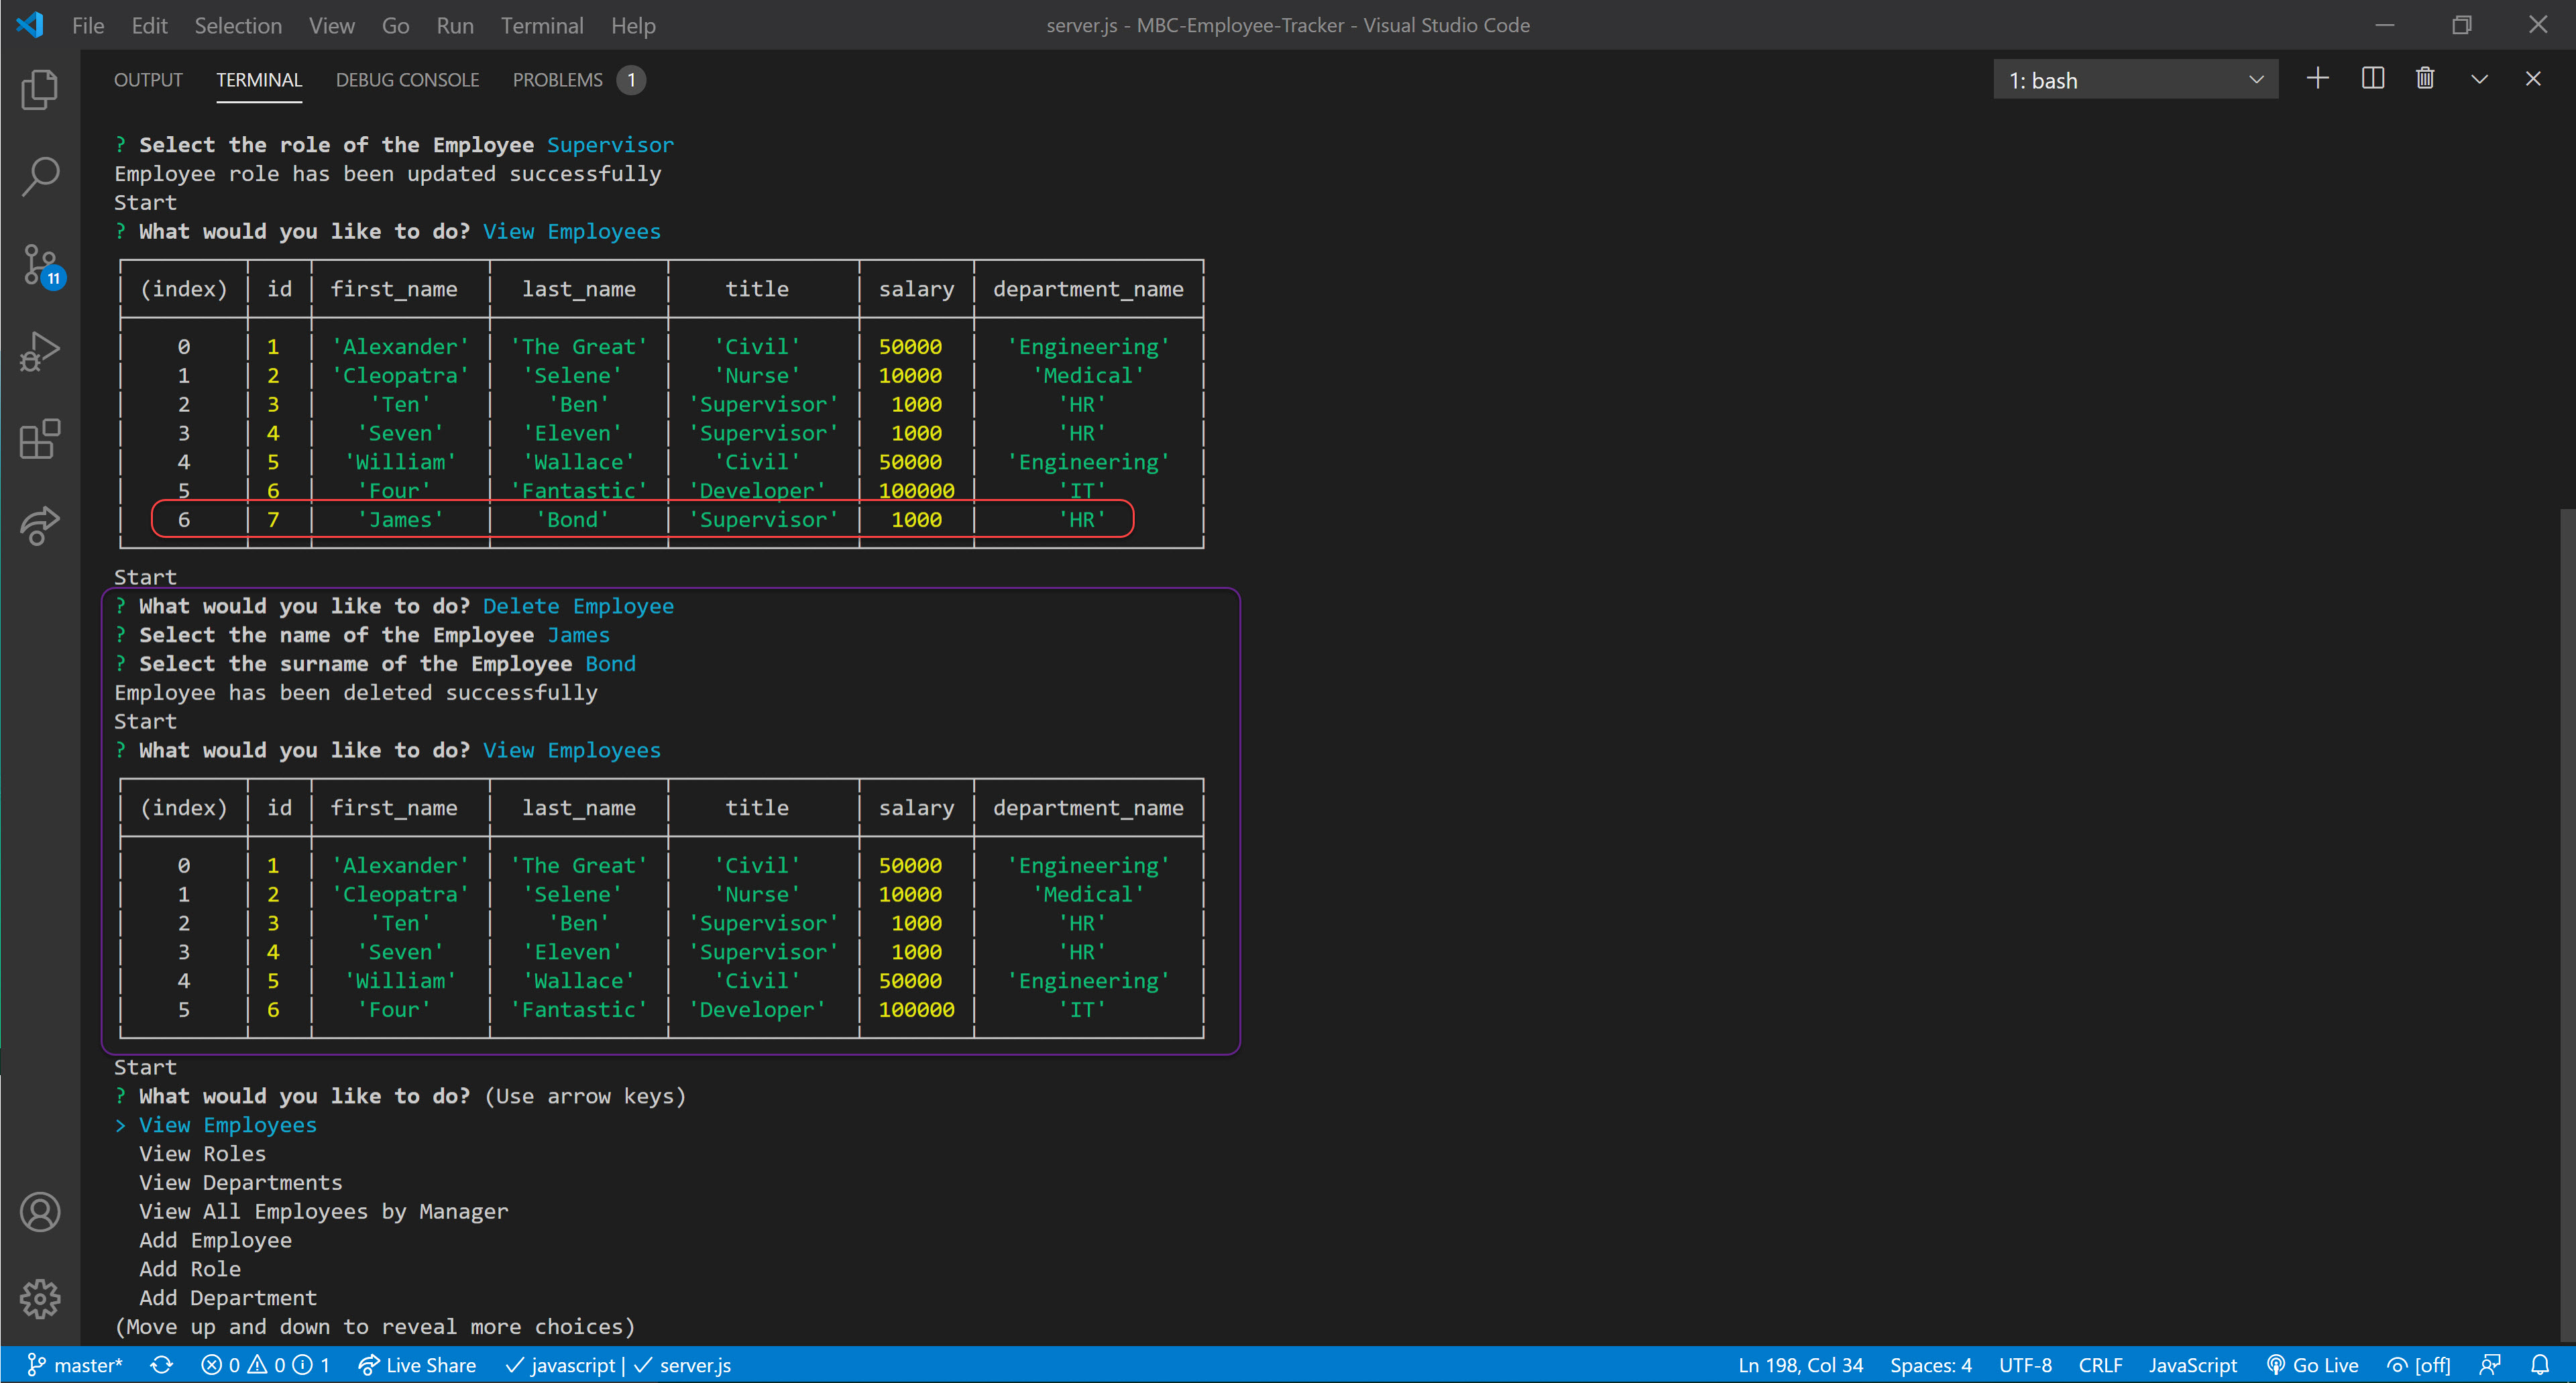 File Edit Selection View Go Run Terminal Help server.js - MBC-Employee-Tracker - Visual Studio Code
OUTPUT TERMINAL DEBUG CONSOLE PROBLEMS 1 1: bash
? Select the role of the Employee Supervisor
Employee role has been updated successfully
Start
? What would you like to do? View Employees
(index) id first_name last_name title salary department_name
0 1 'Alexander' 'The Great' 'Civil' 50000 'Engineering'
1 2 'Cleopatra' 'Selene' 'Nurse' 10000 'Medical'
2 3 'Ten' 'Ben' 'Supervisor' 1000 'HR'
3 4 'Seven' 'Eleven' 'Supervisor' 1000 'HR'
4 5 'William' 'Wallace' 'Civil' 50000 'Engineering'
5 6 'Four' 'Fantastic' 'Developer' 100000 'IT'
6 7 'James' 'Bond' 'Supervisor' 1000 'HR'
Start
? What would you like to do? Delete Employee
? Select the name of the Employee James
? Select the surname of the Employee Bond
Employee has been deleted successfully
Start
? What would you like to do? View Employees
(index) id first_name last_name title salary department_name
0 1 'Alexander' 'The Great' 'Civil' 50000 'Engineering'
1 2 'Cleopatra' 'Selene' 'Nurse' 10000 'Medical'
2 3 'Ten' 'Ben' 'Supervisor' 1000 'HR'
3 4 'Seven' 'Eleven' 'Supervisor' 1000 'HR'
4 5 'William' 'Wallace' 'Civil' 50000 'Engineering'
5 6 'Four' 'Fantastic' 'Developer' 100000 'IT'
Start
? What would you like to do? (Use arrow keys)
> View Employees
View Roles
View Departments
View All Employees by Manager
Add Employee
Add Role
Add Department
(Move up and down to reveal more choices)
11
master* 0 0 1 Live Share javascript | server.js Ln 198, Col 34 Spaces: 4 UTF-8 CRLF JavaScript Go Live [off]